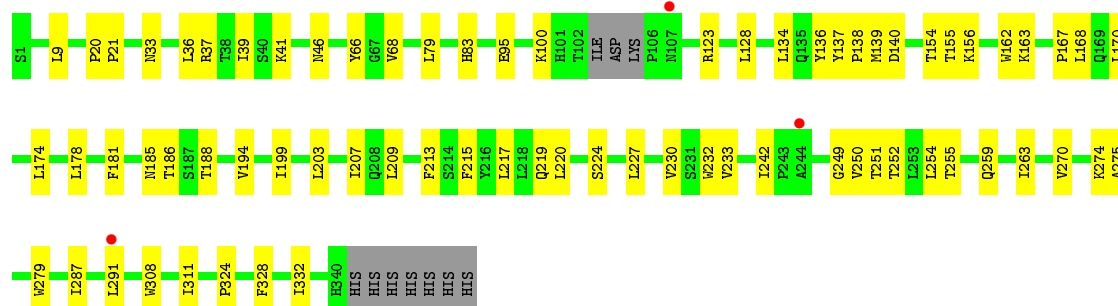 S1 L9 P20 P21 N33 L36 R37 T38 I39 S40 K41 N46 Y66 G67 V68 L79 H83 E95 K100 H101 T102 ILE ASP LYS P106 N107 R123 L128 L134 Q135 Y136 Y137 P138 M139 D140 T154 T155 K156 W162 K163 P167 L168 Q169 L170
L174 L178 F181 N185 T186 S187 T188 V194 I199 L203 I207 Q208 L209 F213 S214 F215 Y216 L217 L218 Q219 L220 S224 L227 V230 S231 W232 V233 I242 P243 A244 G249 V250 T251 T252 L253 L254 T255 Q259 I263 V270 K274 A275
W279 I287 L291 W308 I311 P324 F328 I332 H340 HIS HIS HIS HIS HIS HIS HIS